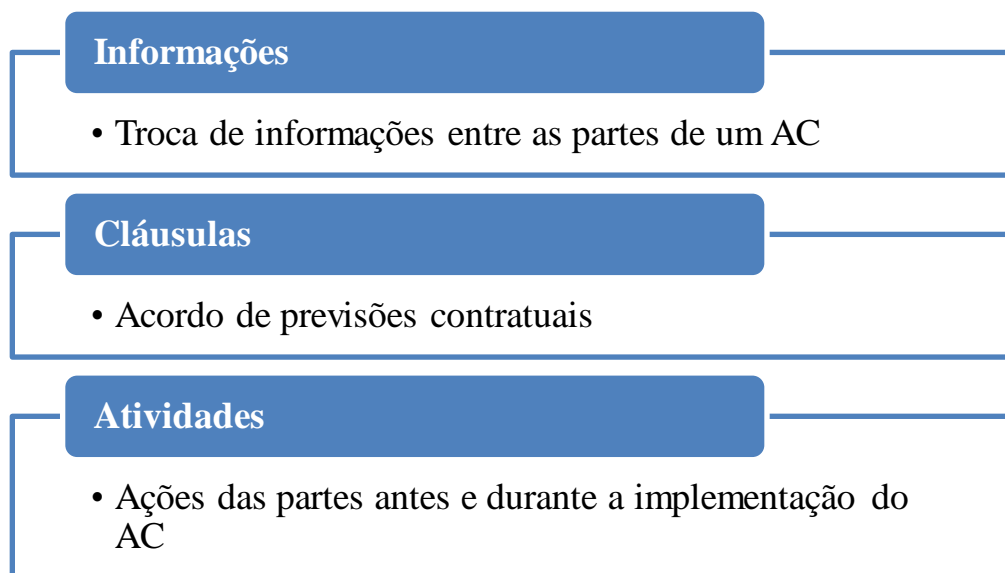 Informações
• Troca de informações entre as partes de um AC
Cláusulas
• Acordo de previsões contratuais
Atividades
• Ações das partes antes e durante a implementação do
AC